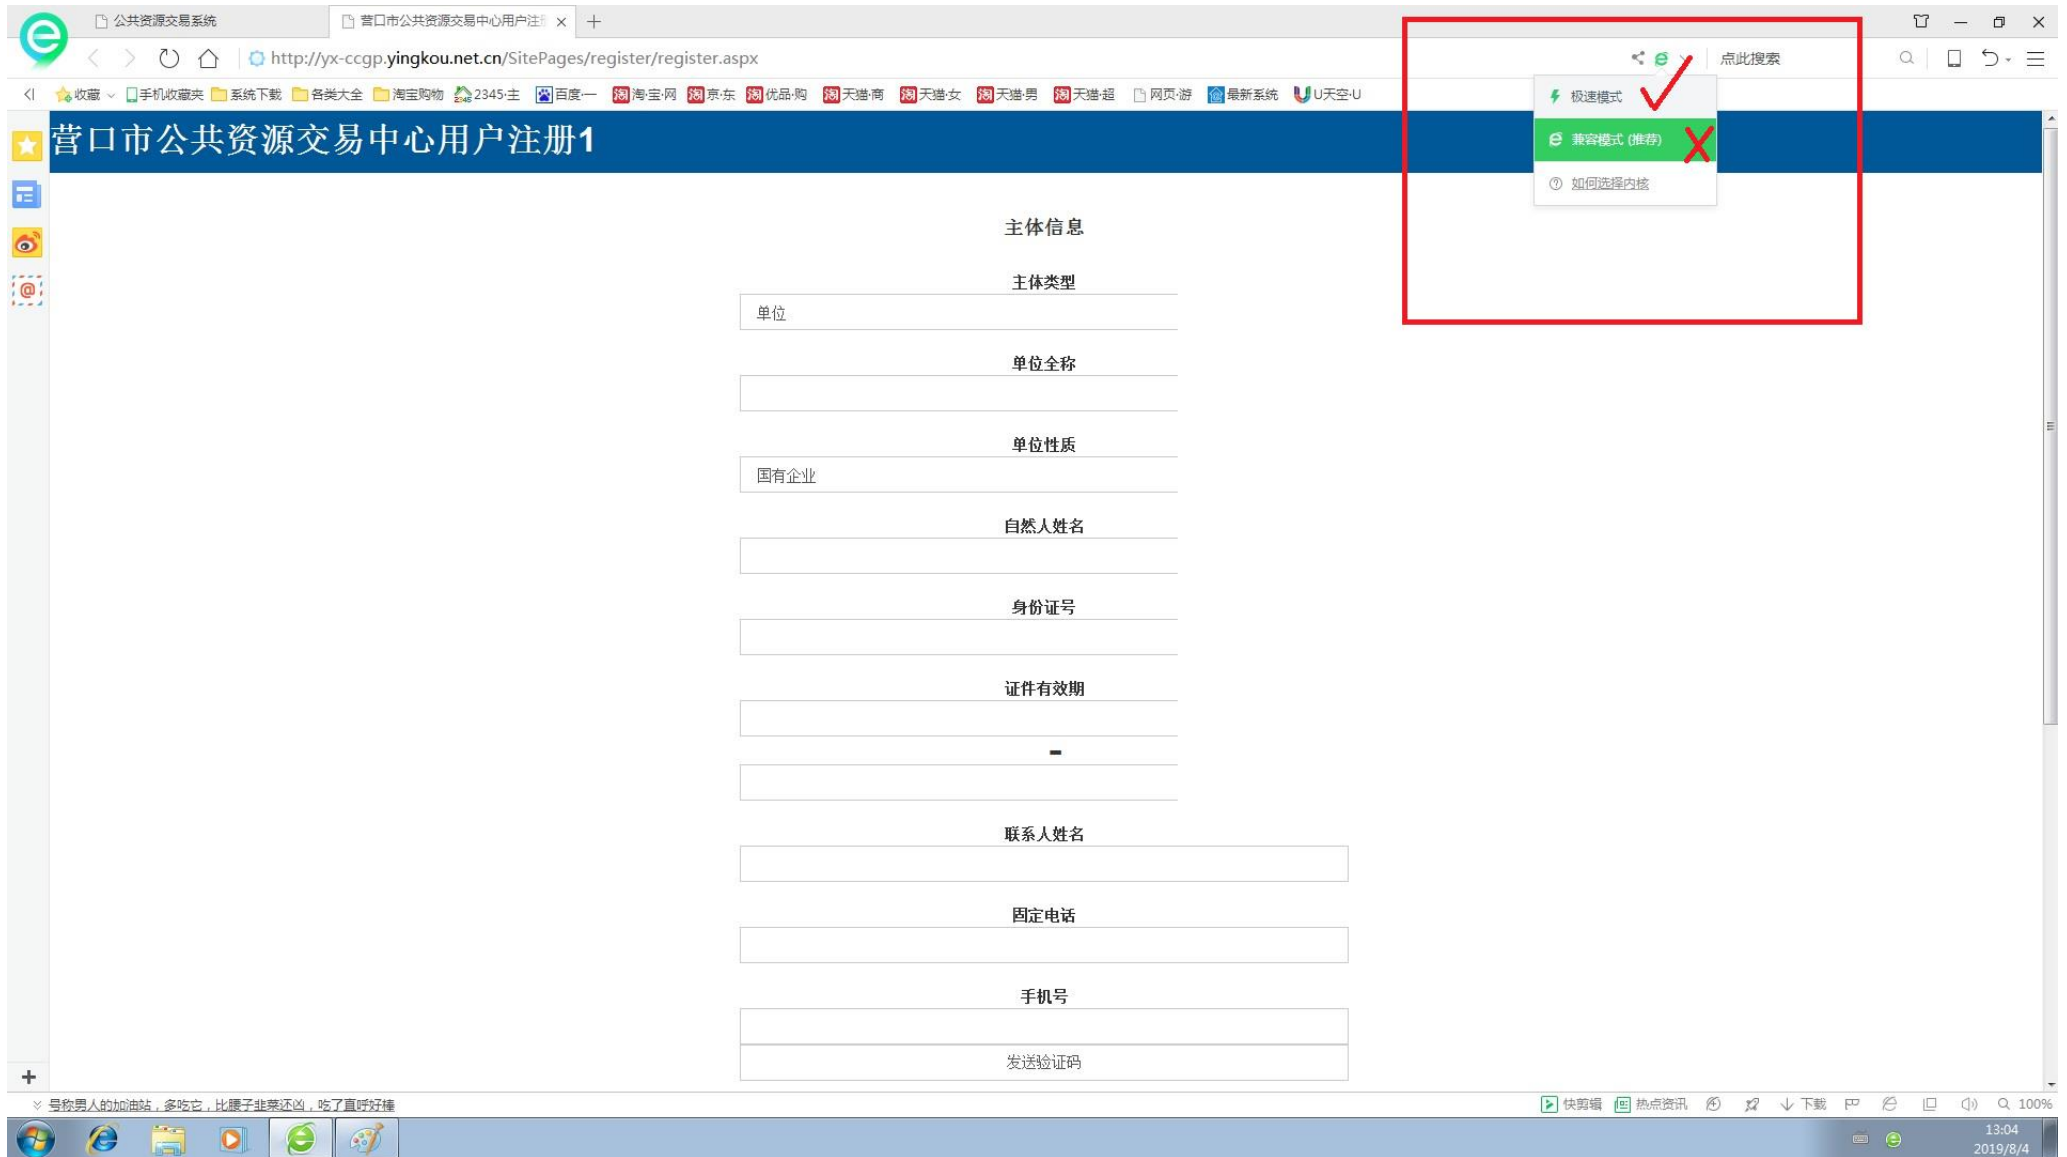 公共资源交易系统
营口市公共资源交易中心用户注册
http://yx-ccgp.yingkou.net.cn/SitePages/register/register.aspx
点此搜索
收藏 手机收藏夹 系统下载 各类大全 淘宝购物 2345·主 百度·一 淘·宝·网 京·东 优品·购 天猫·商 天猫·女 天猫·男 天猫·超 网页·游 最新系统 U天空·U
极速模式
兼容模式 (推荐)
如何选择内核
营口市公共资源交易中心用户注册1
主体信息
主体类型
单位
单位全称
单位性质
国有企业
自然人姓名
身份证号
证件有效期
-
联系人姓名
固定电话
手机号
发送验证码
号称男人的加油站，多吃它，比腰子韭菜还凶，吃了直呼好棒
快剪辑 热点资讯 下载 100%
13:04
2019/8/4